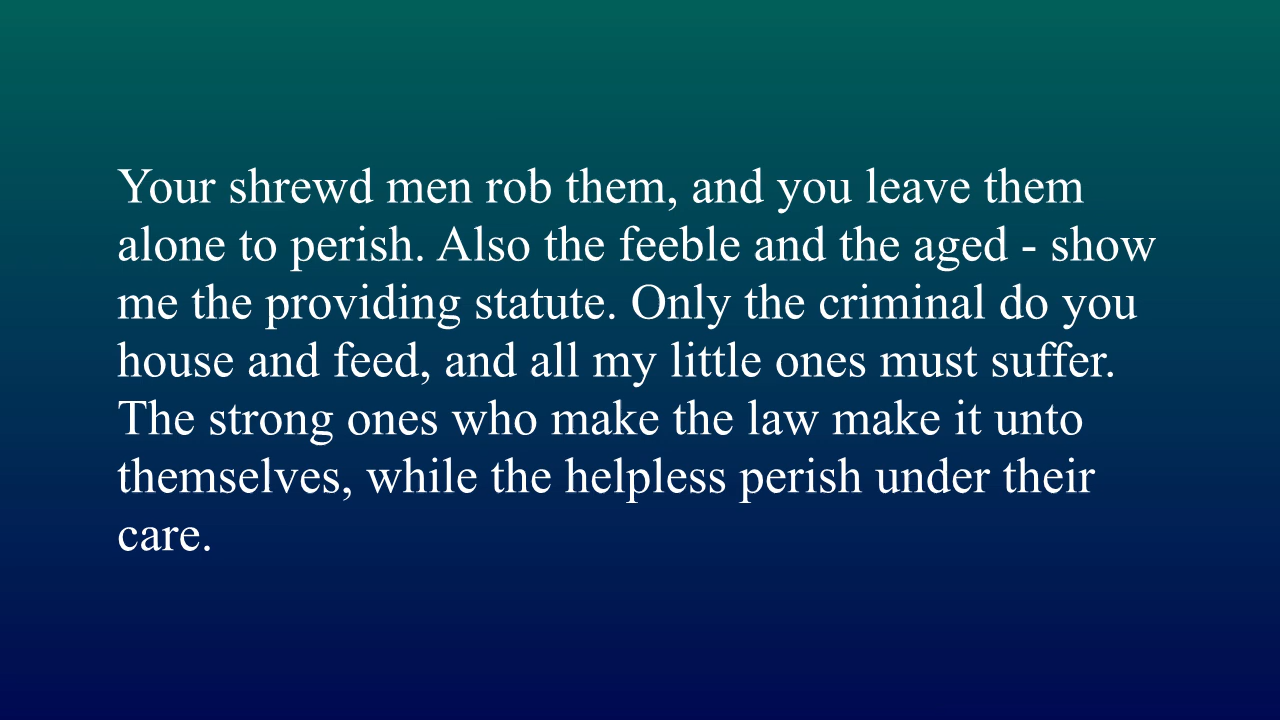 Your shrewd men rob them, and you leave them
alone to perish. Also the feeble and the aged - show
me the providing statute. Only the criminal do you
house and feed, and all my little ones must suffer.
The strong ones who make the law make it unto
themselves, while the helpless perish under their
care.